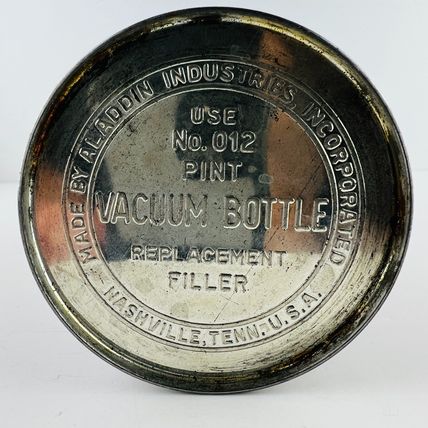 MADE BY ALADDIN INDUSTRIES, INCORPORATED
USE
No. 012
PINT
VACUUM BOTTLE
REPLACEMENT
FILLER
NASHVILLE, TENN.-U.S.A.